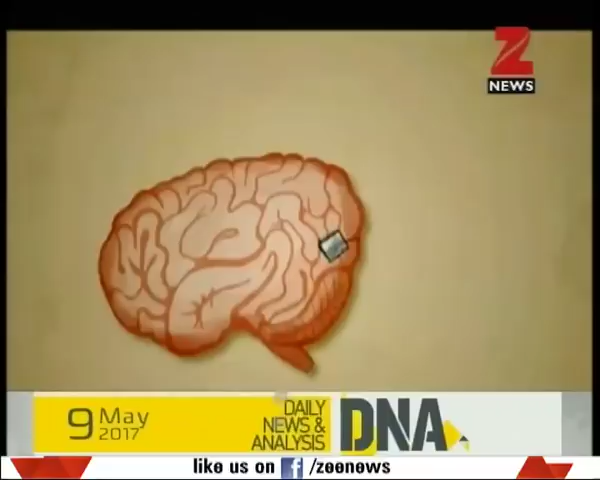 Z
NEWS
9 May
2017
DAILY
NEWS &
ANALYSIS
DNA
like us on f /zeenews